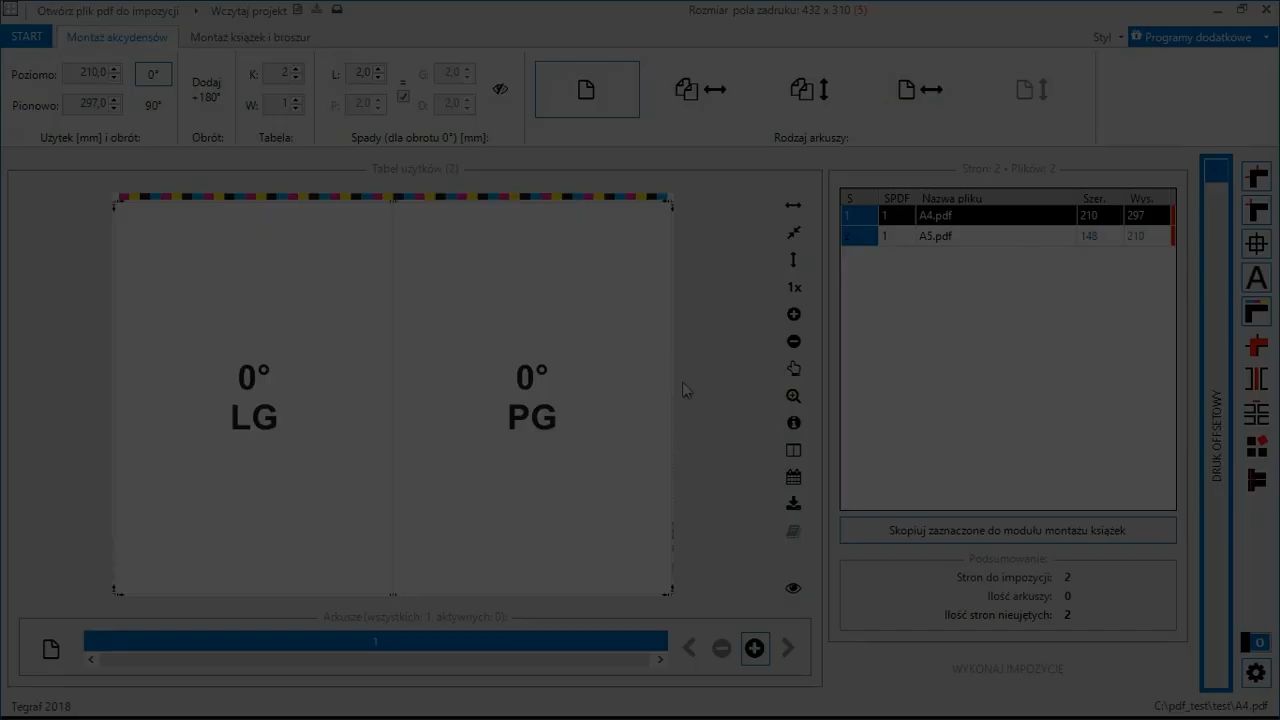 Otwórz plik pdf do impozycji
Wczytaj projekt
Rozmiar pola zadruku: 432 x 310 (5)
START
Montaż akcydensów
Montaż książek i broszur
Styl
Programy dodatkowe
Poziomo: 210,0 0°
Pionowo: 297,0 90°
Użytek [mm] i obrót:
Dodaj
+180°
Obrót:
K: 2
W: 1
Tabela:
L: 2,0 = G: 2,0
P: 2,0 D: 2,0
Spady (dla obrotu 0°) [mm]:
Rodzaj arkuszy:
Tabel użytków (2)
0°
LG
0°
PG
1x
Arkusze (wszystkich: 1, aktywnych: 0):
1
Stron: 2 • Plików: 2
S SPDF Nazwa pliku Szer. Wys.
1 1 A4.pdf 210 297
2 1 A5.pdf 148 210
Skopiuj zaznaczone do modułu montażu książek
Podsumowanie:
Stron do impozycji: 2
Ilość arkuszy: 0
Ilość stron nieujętych: 2
WYKONAJ IMPOZYCJĘ
DRUK OFFSETOWY
A
O
Tegraf 2018
C:\pdf_test\test\A4.pdf